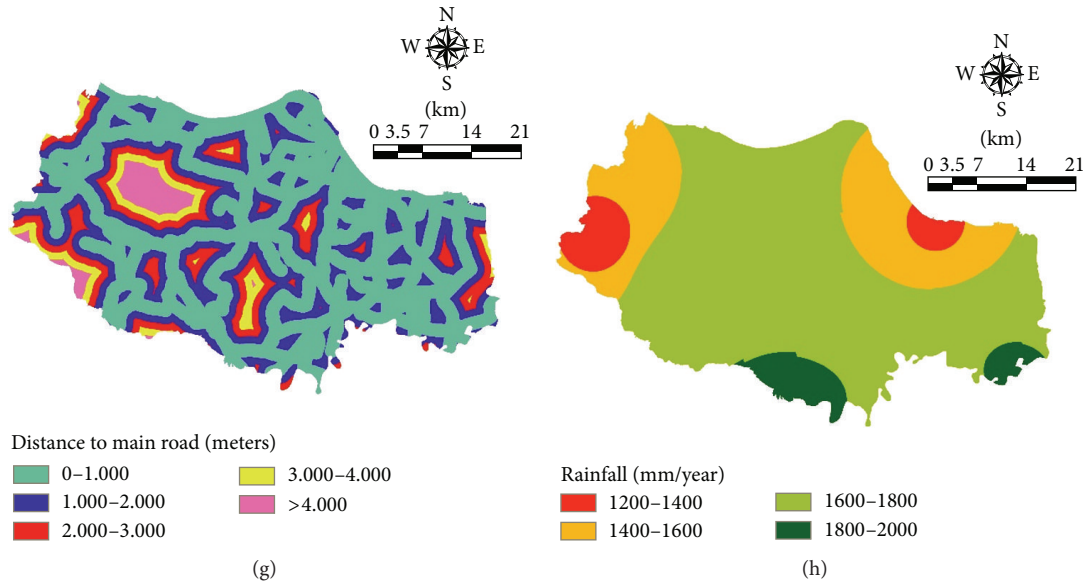 N
W E
S
(km)
0 3.5 7 14 21
Distance to main road (meters)
0–1.000
1.000–2.000
2.000–3.000
3.000–4.000
>4.000
(g)
N
W E
S
(km)
0 3.5 7 14 21
Rainfall (mm/year)
1200–1400
1400–1600
1600–1800
1800–2000
(h)